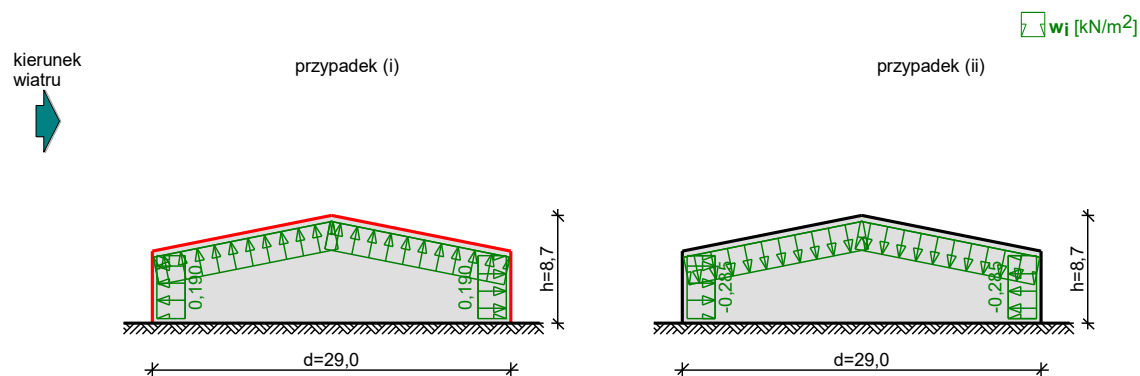 wi [kN/m2]
kierunek
wiatru
przypadek (i)
przypadek (ii)
0,190
0,190
h=8,7
d=29,0
-0,285
-0,285
h=8,7
d=29,0